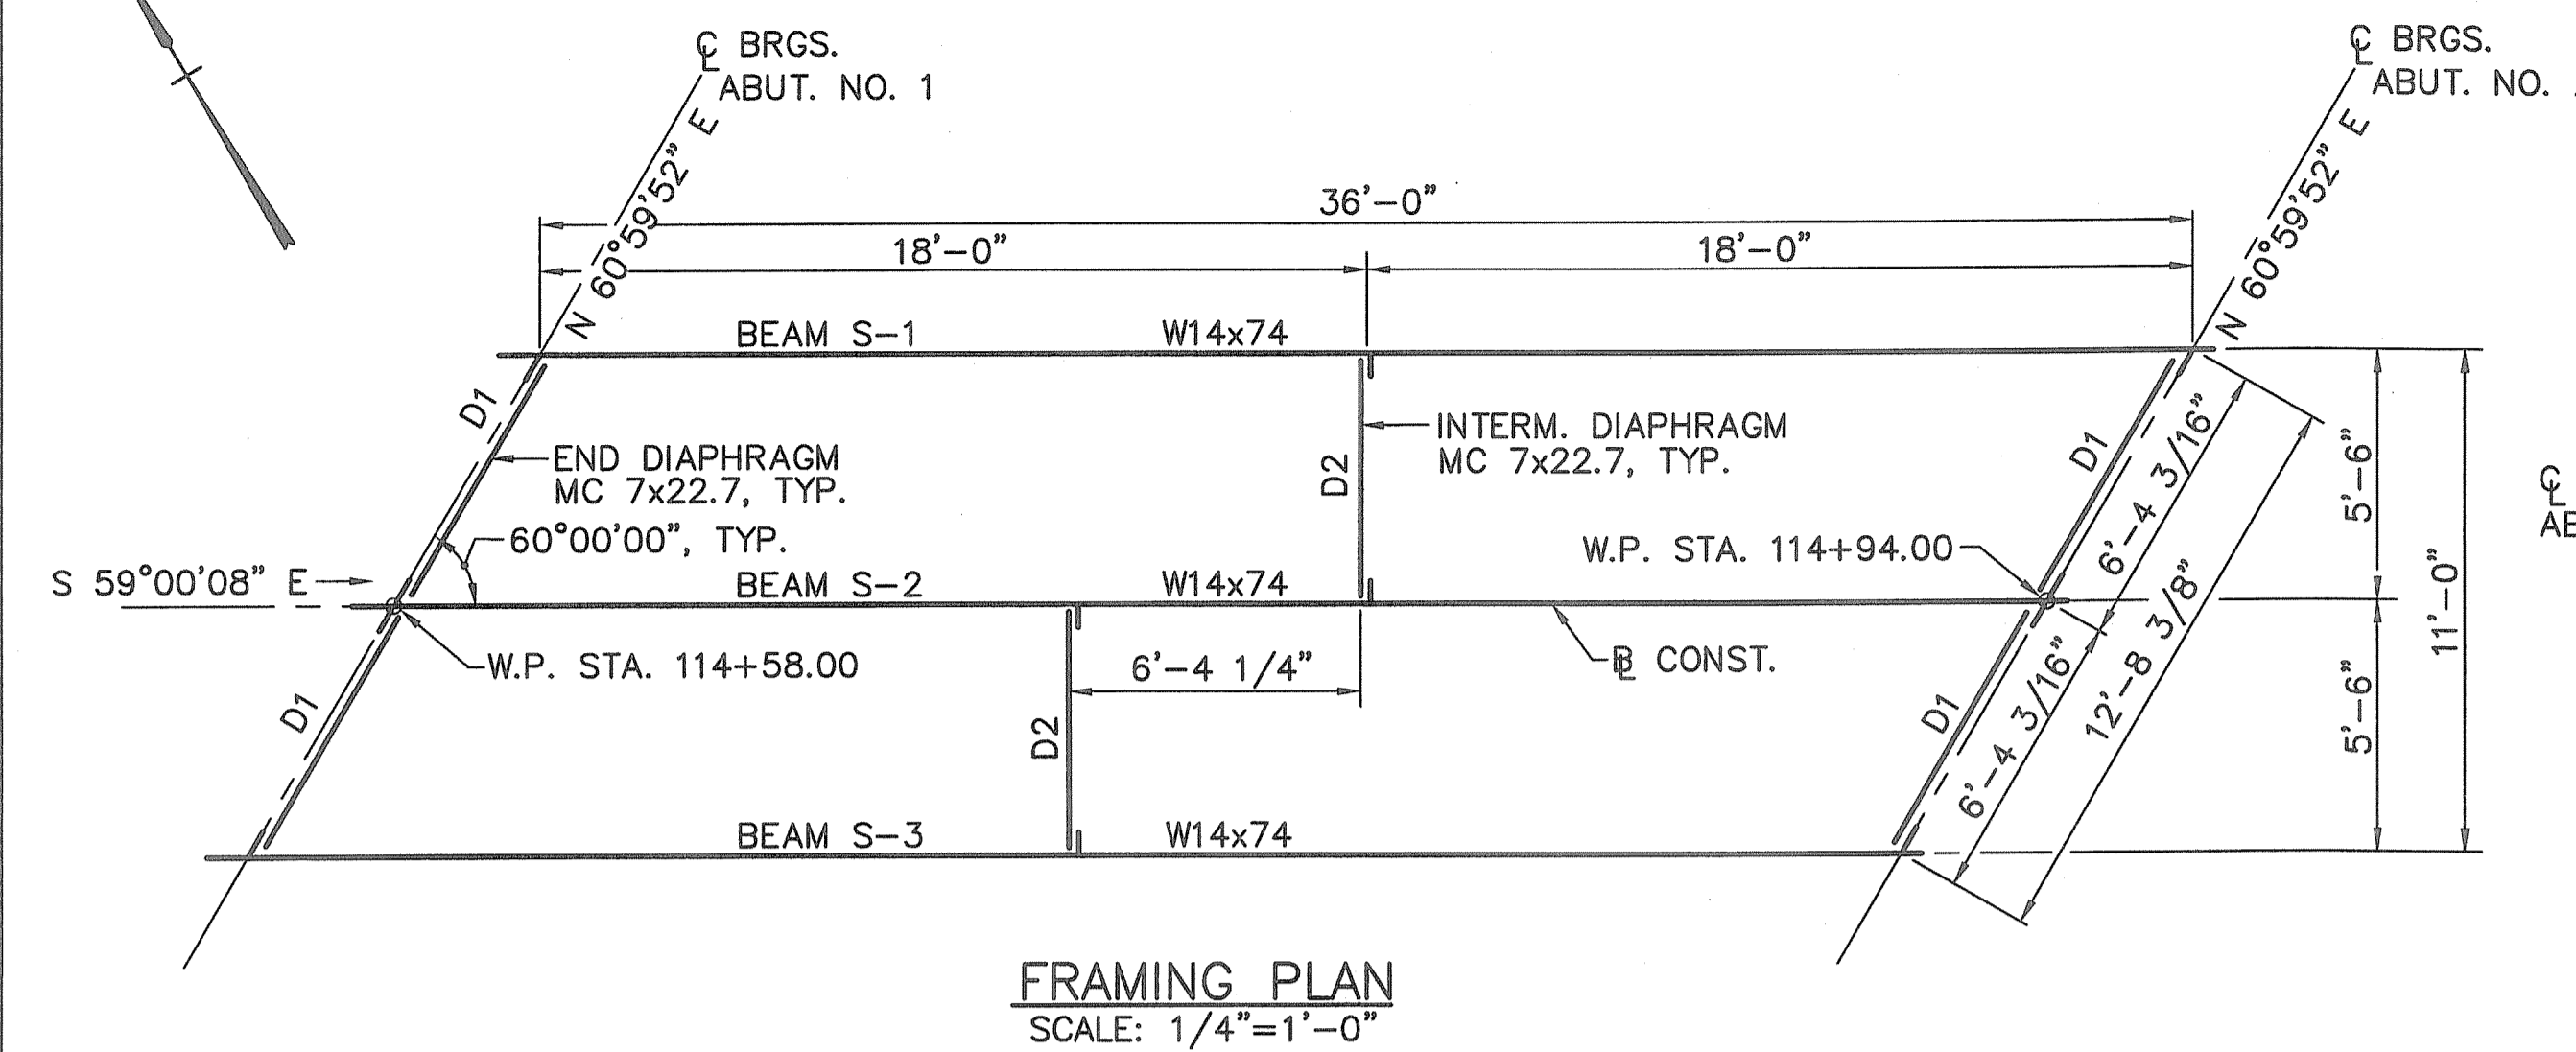 ℄ BRGS.
ABUT. NO. 1
℄ BRGS.
ABUT. NO.
N 60°59'52" E
N 60°59'52" E
36'-0"
18'-0"
18'-0"
BEAM S-1
W14x74
D1
END DIAPHRAGM
MC 7x22.7, TYP.
60°00'00", TYP.
D2
INTERM. DIAPHRAGM
MC 7x22.7, TYP.
D1
6'-4 3/16"
5'-6"
℄
S 59°00'08" E
BEAM S-2
W14x74
W.P. STA. 114+94.00
W.P. STA. 114+58.00
6'-4 1/4"
BL CONST.
D1
D2
D1
6'-4 3/16"
12'-8 3/8"
5'-6"
11'-0"
BEAM S-3
W14x74
FRAMING PLAN
SCALE: 1/4"=1'-0"